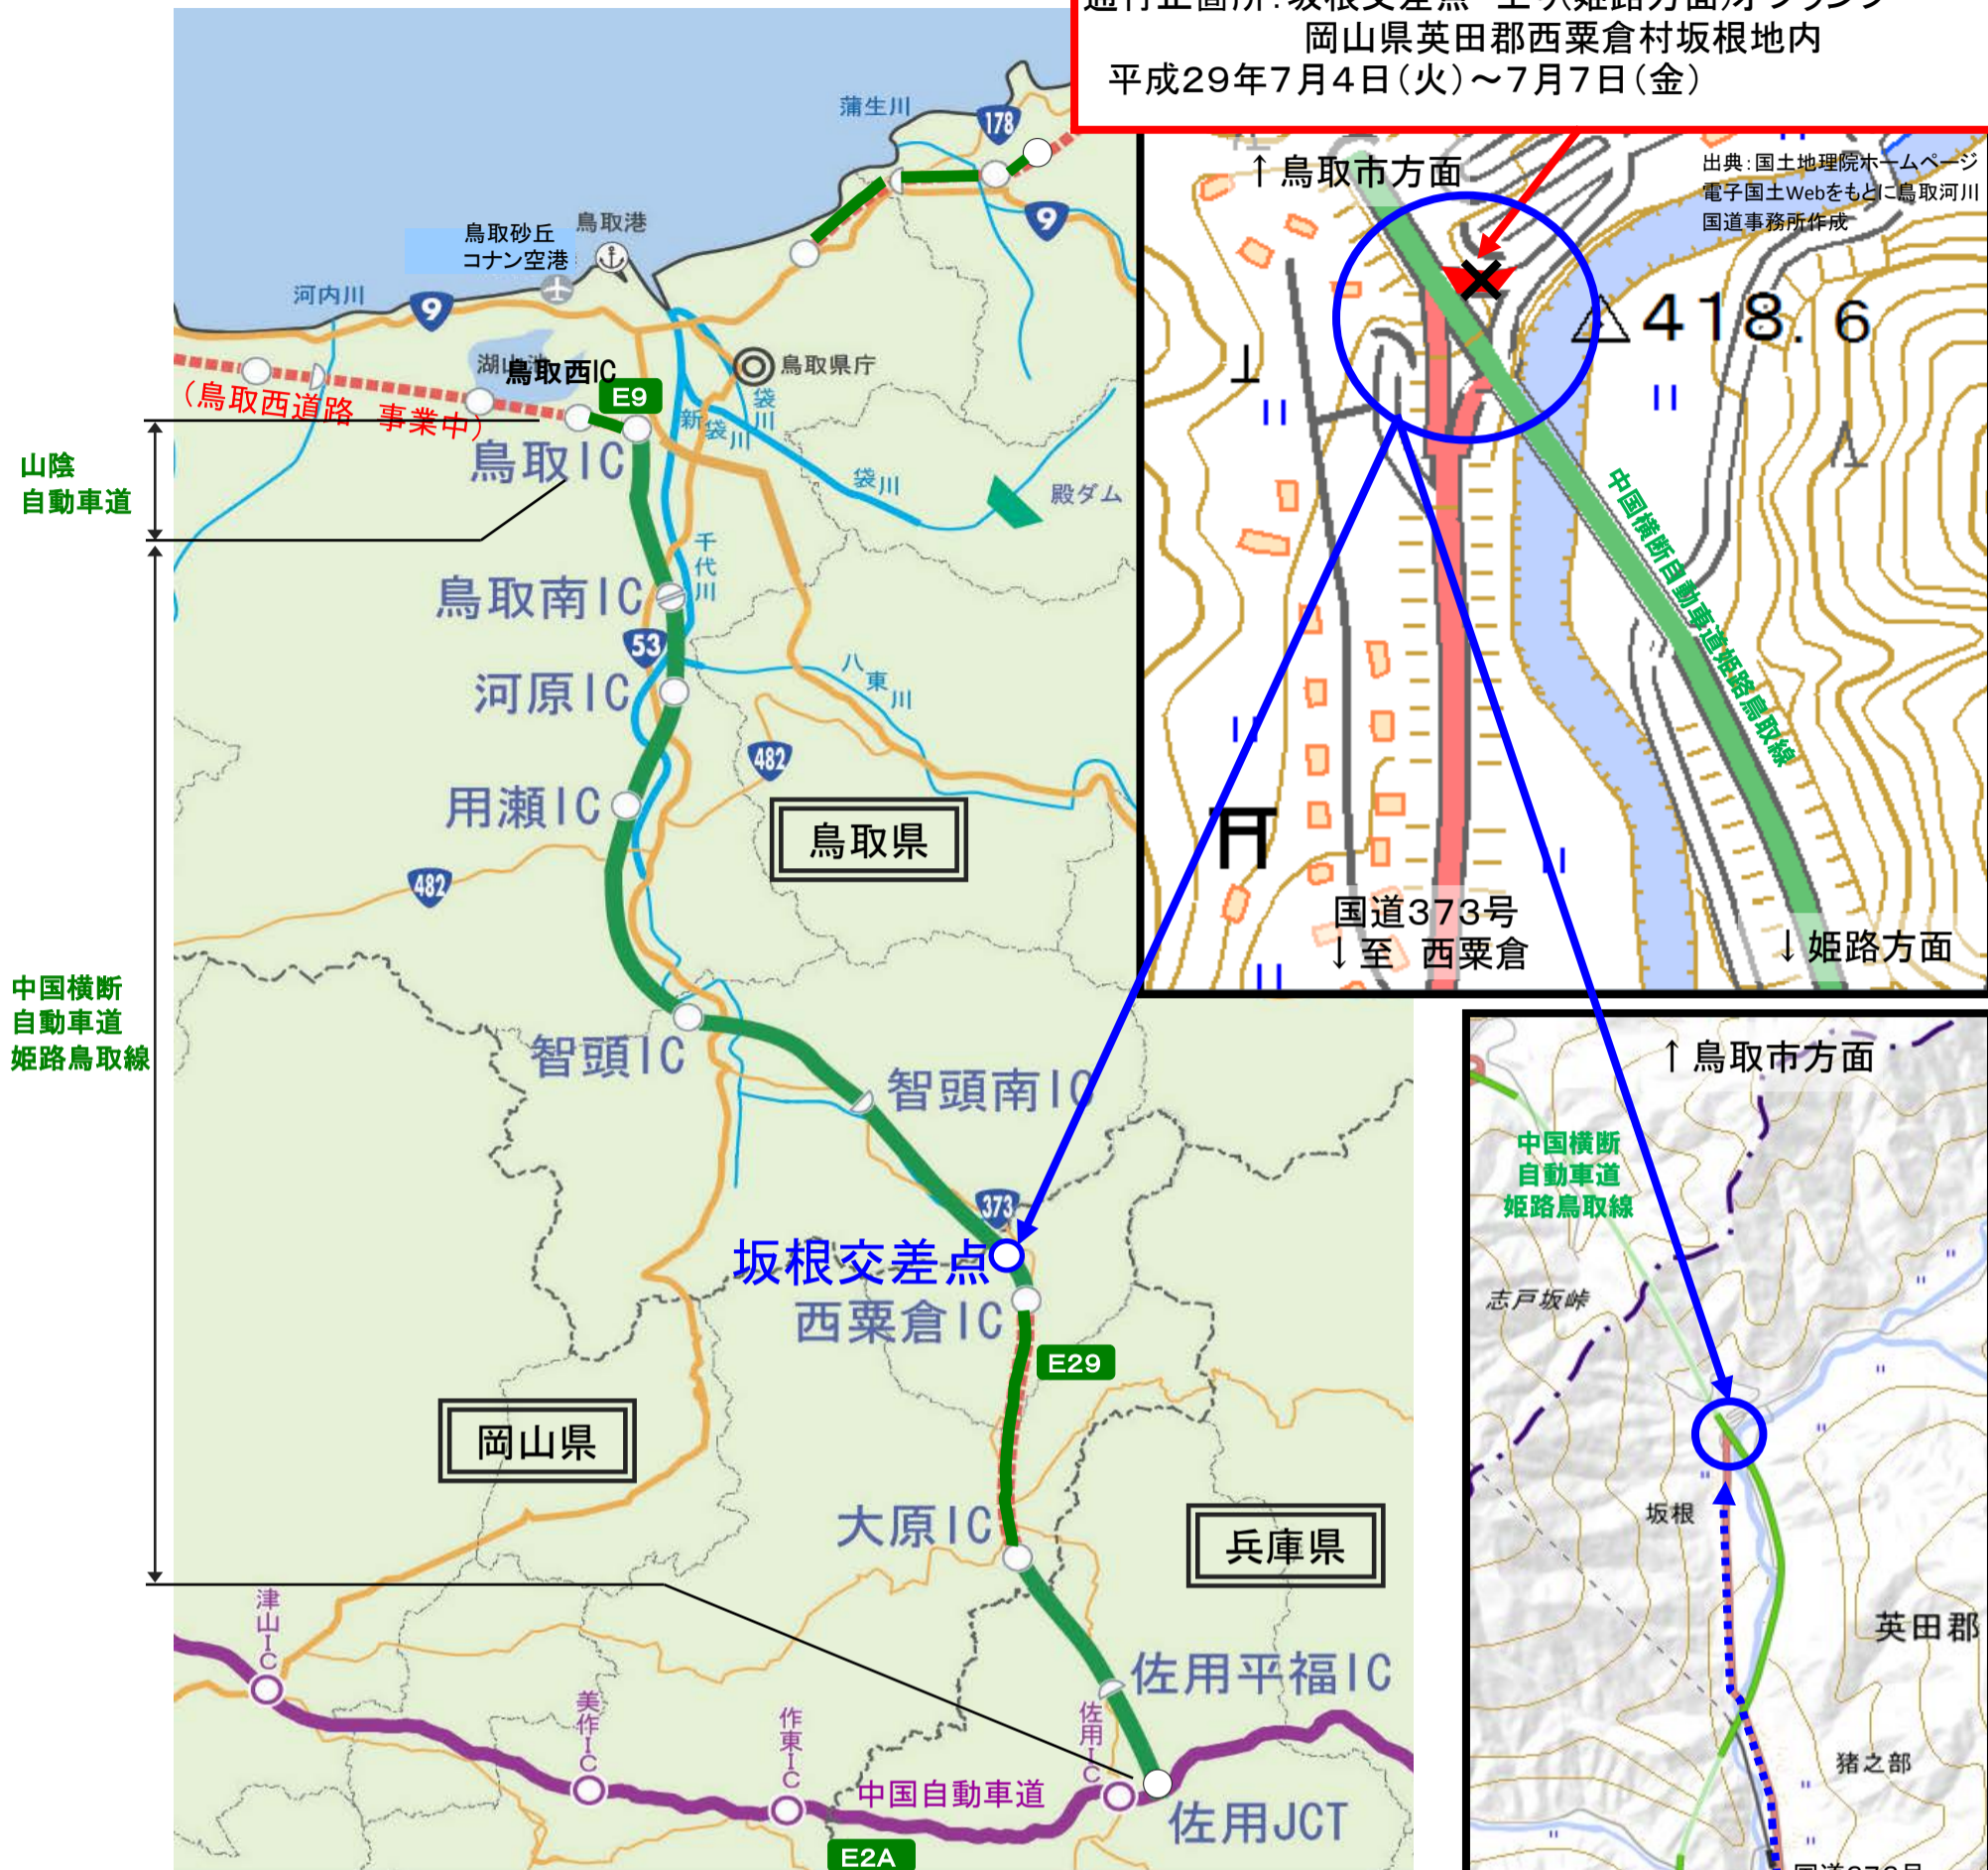 岡山県英田郡西粟倉村坂根地内
平成29年7月4日(火)～7月7日(金)
蒲生川
178
9
鳥取港
鳥取砂丘
コナン空港
河内川
9
湖山池
鳥取西IC
E9
鳥取県庁
(鳥取西道路 事業中)
鳥取IC
新袋川
袋川
袋川
殿ダム
山陰
自動車道
千代川
鳥取南IC
53
河原IC
八東川
482
用瀬IC
鳥取県
482
中国横断
自動車道
姫路鳥取線
智頭IC
智頭南IC
373
坂根交差点
西粟倉IC
E29
岡山県
大原IC
兵庫県
津山IC
美作IC
作東IC
佐用IC
佐用平福IC
中国自動車道
佐用JCT
E2A
↑鳥取市方面
出典:国土地理院ホームページ
電子国土Webをもとに鳥取河川
国道事務所作成
418.6
中国横断自動車道姫路鳥取線
国道373号
↓至 西粟倉
↓姫路方面
↑鳥取市方面
中国横断
自動車道
姫路鳥取線
志戸坂峠
坂根
英田郡
猪之部